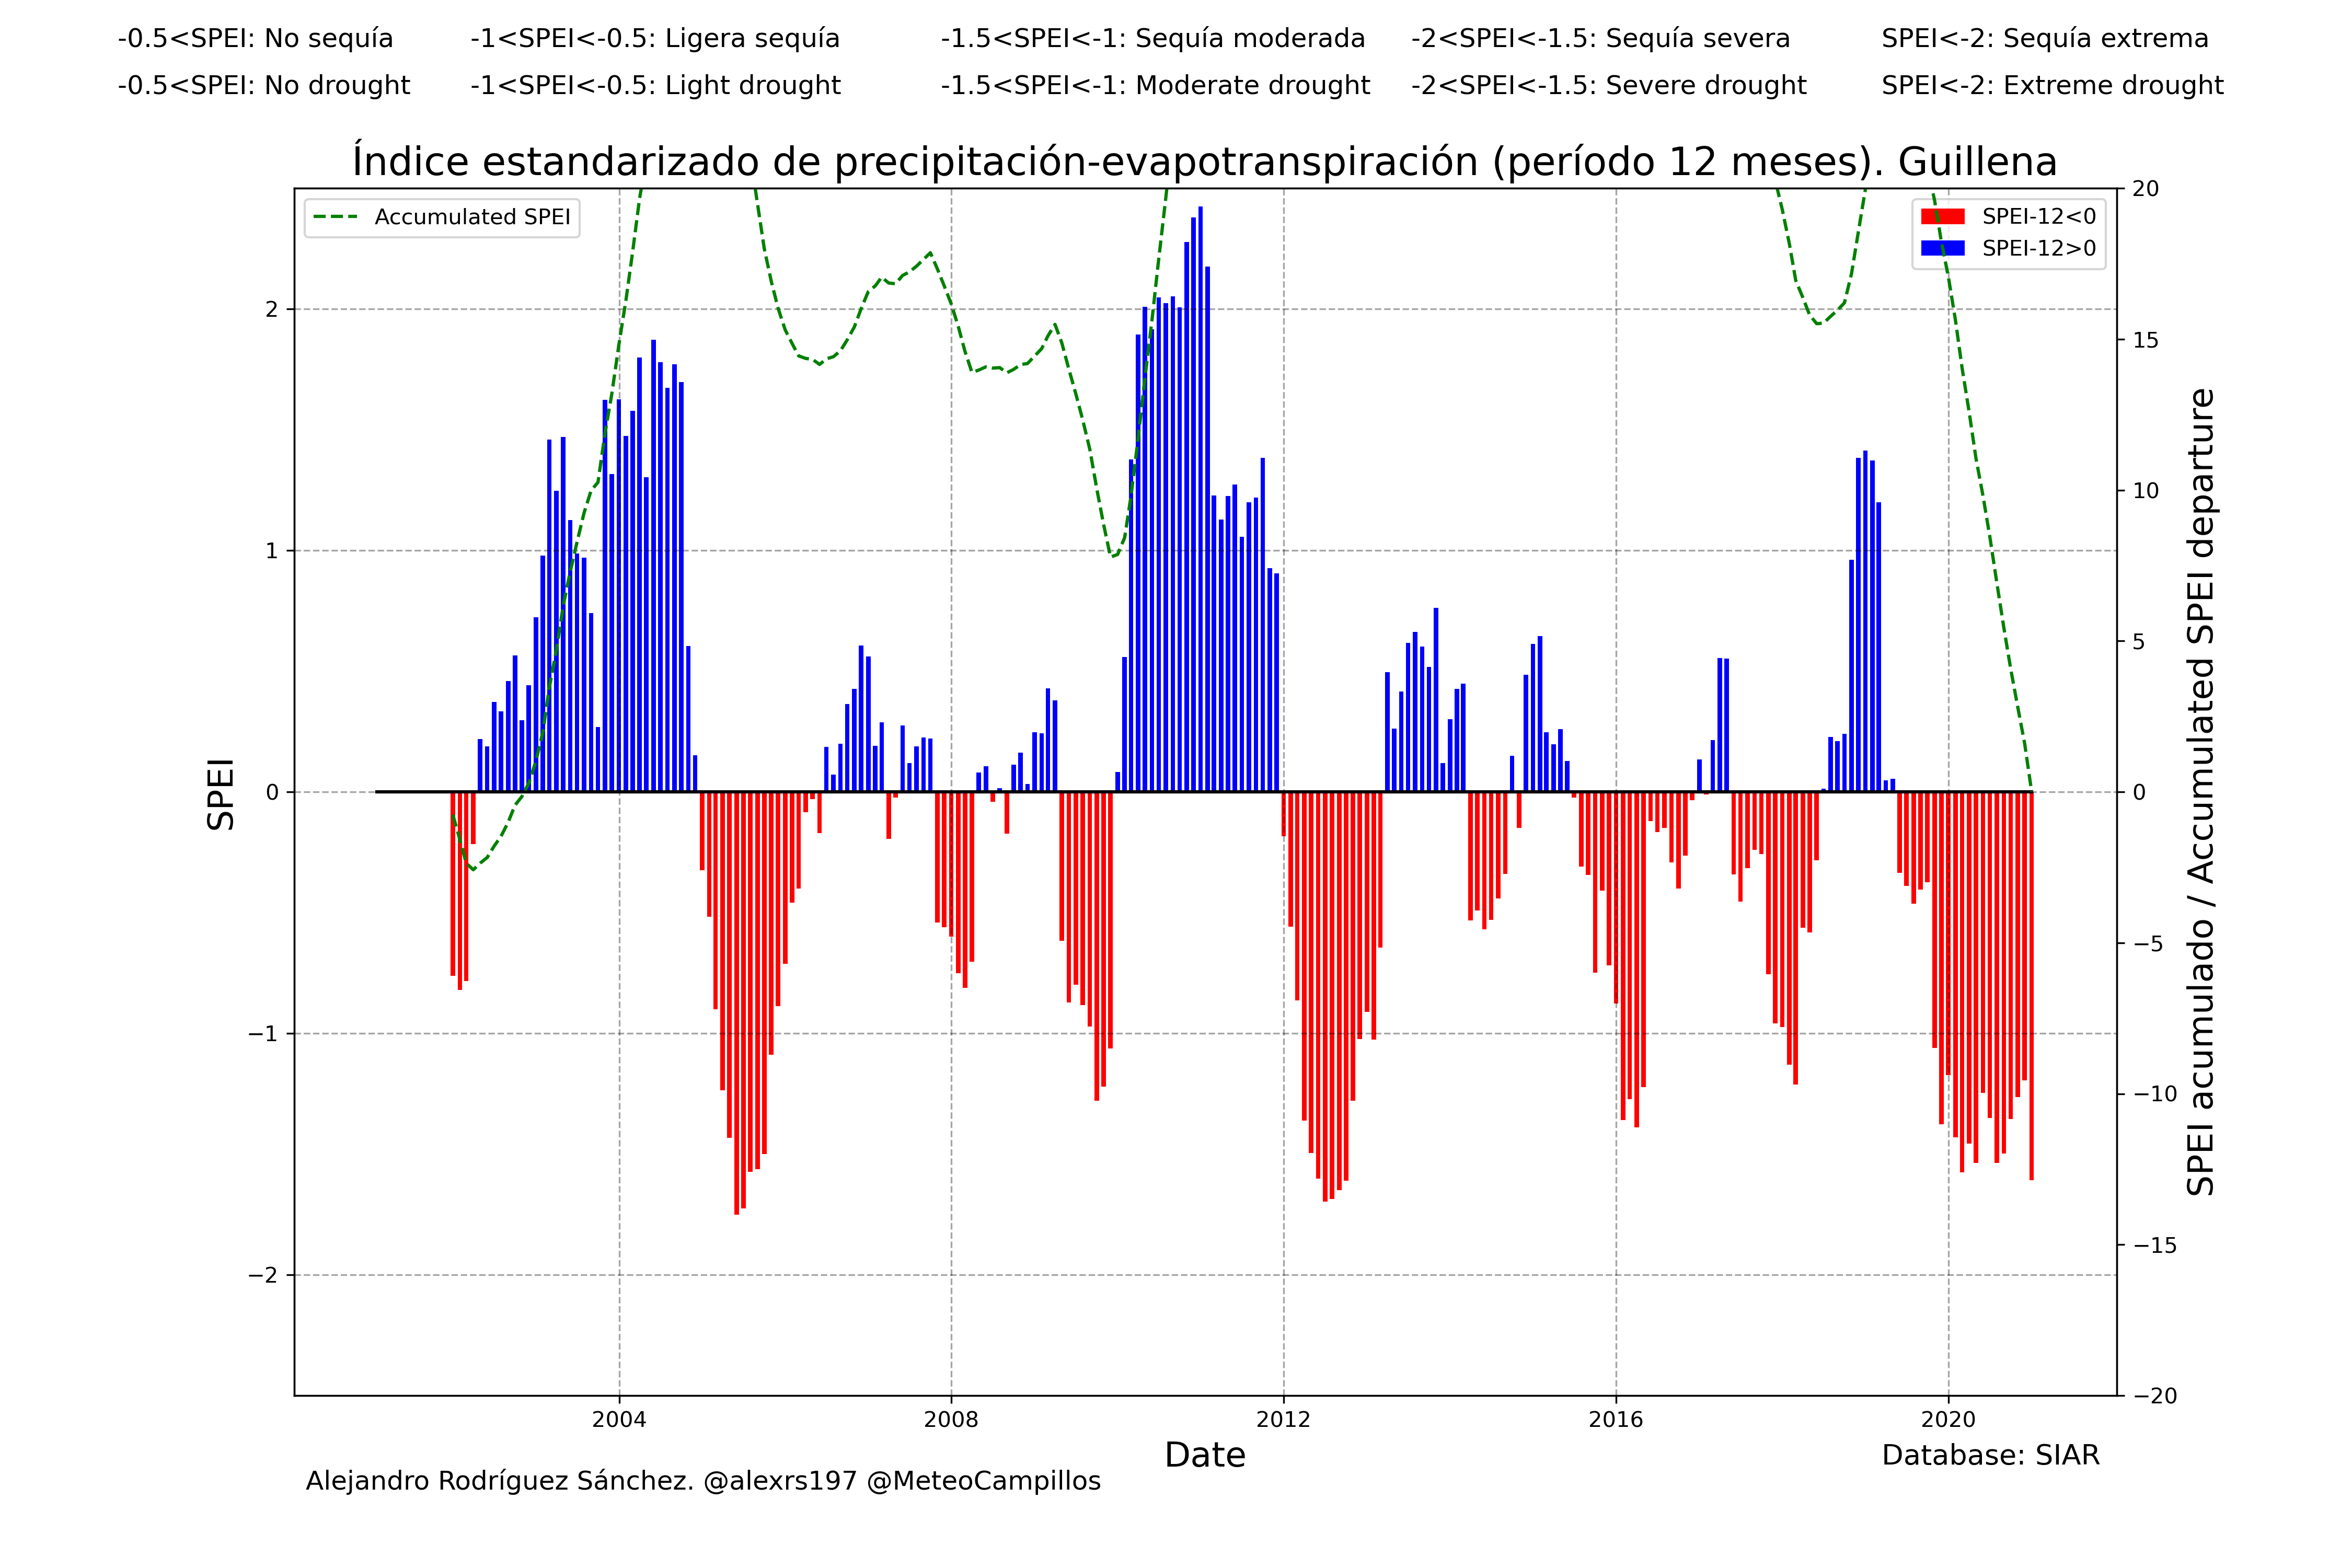 -0.5<SPEI: No sequía -1<SPEI<-0.5: Ligera sequía -1.5<SPEI<-1: Sequía moderada -2<SPEI<-1.5: Sequía severa SPEI<-2: Sequía extrema
-0.5<SPEI: No drought -1<SPEI<-0.5: Light drought -1.5<SPEI<-1: Moderate drought -2<SPEI<-1.5: Severe drought SPEI<-2: Extreme drought
Índice estandarizado de precipitación-evapotranspiración (período 12 meses). Guillena
Accumulated SPEI
SPEI-12<0
SPEI-12>0
SPEI
2
1
0
−1
−2
20
15
10
5
0
−5
−10
−15
−20
SPEI acumulado / Accumulated SPEI departure
2004 2008 2012 2016 2020
Date
Database: SIAR
Alejandro Rodríguez Sánchez. @alexrs197 @MeteoCampillos